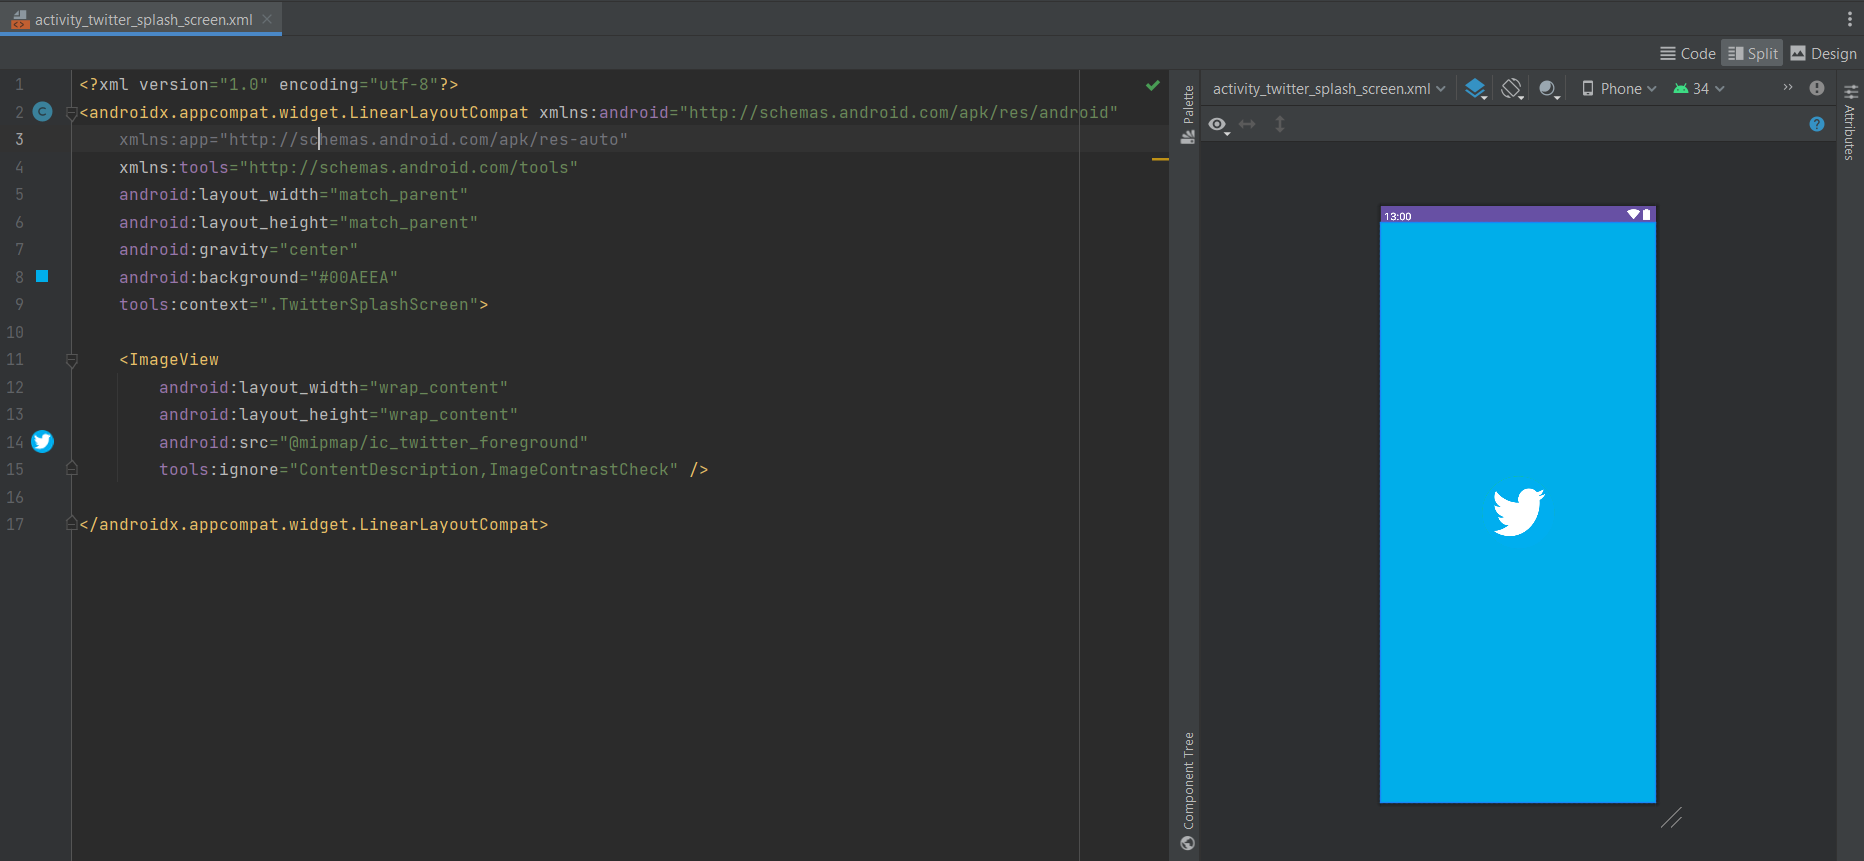 activity_twitter_splash_screen.xml
Code Split Design
1 <?xml version="1.0" encoding="utf-8"?>
2 <androidx.appcompat.widget.LinearLayoutCompat xmlns:android="http://schemas.android.com/apk/res/android"
3 xmlns:app="http://schemas.android.com/apk/res-auto"
4 xmlns:tools="http://schemas.android.com/tools"
5 android:layout_width="match_parent"
6 android:layout_height="match_parent"
7 android:gravity="center"
8 android:background="#00AEEA"
9 tools:context=".TwitterSplashScreen">
10
11 <ImageView
12 android:layout_width="wrap_content"
13 android:layout_height="wrap_content"
14 android:src="@mipmap/ic_twitter_foreground"
15 tools:ignore="ContentDescription,ImageContrastCheck" />
16
17 </androidx.appcompat.widget.LinearLayoutCompat>
Palette
Component Tree
activity_twitter_splash_screen.xml Phone 34
13:00
Attributes